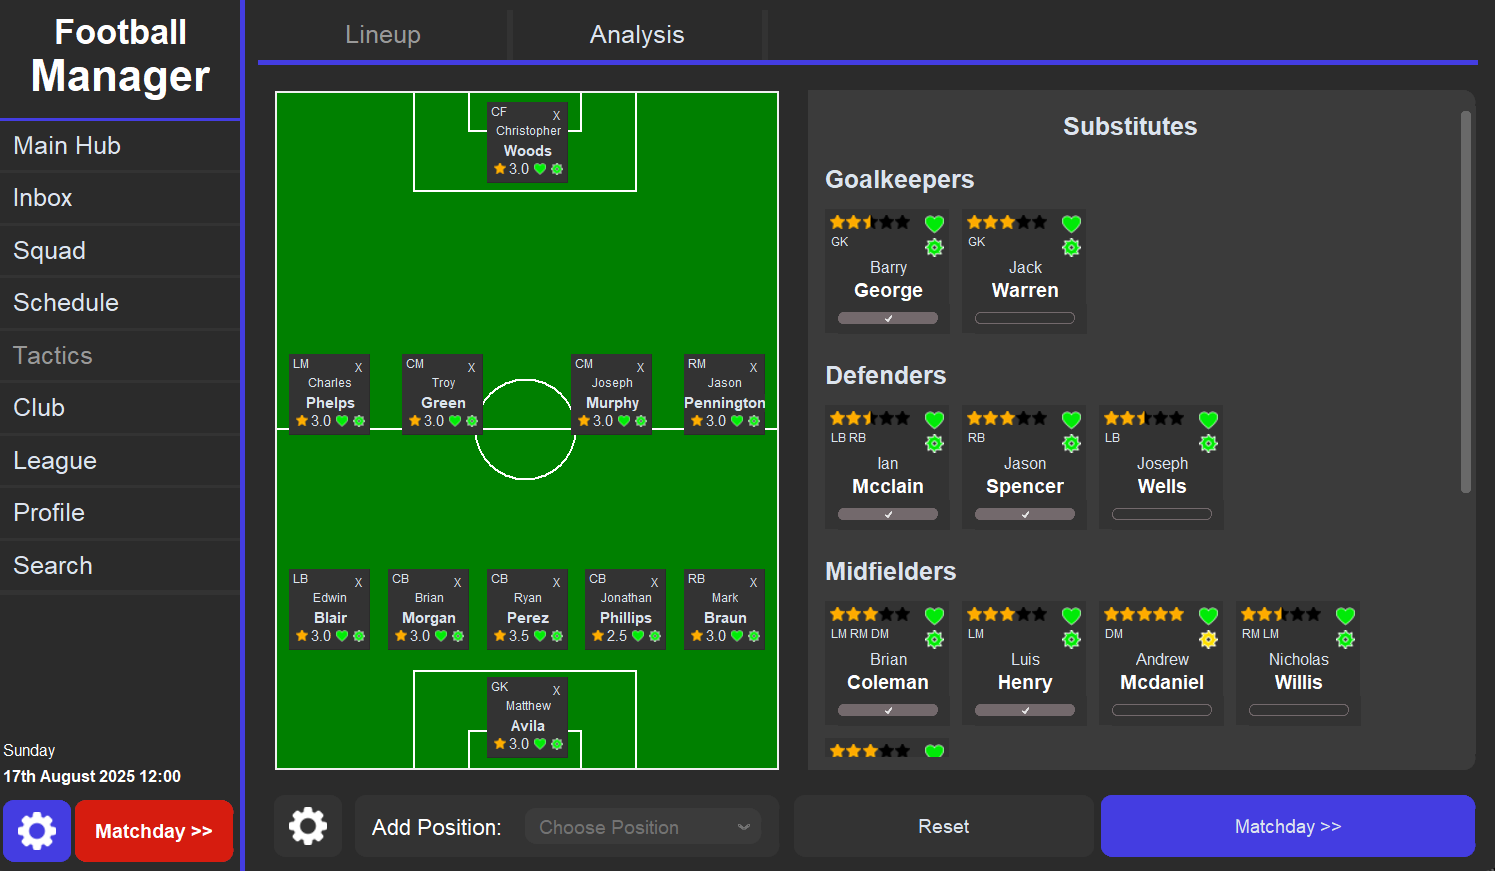 Football
Manager
Main Hub
Inbox
Squad
Schedule
Tactics
Club
League
Profile
Search
Sunday
17th August 2025 12:00
Matchday >>
Lineup
Analysis
CF X
Christopher
Woods
3.0
LM X
Charles
Phelps
3.0
CM X
Troy
Green
3.0
CM X
Joseph
Murphy
3.0
RM X
Jason
Pennington
3.0
LB X
Edwin
Blair
3.0
CB X
Brian
Morgan
3.0
CB X
Ryan
Perez
3.5
CB X
Jonathan
Phillips
2.5
RB X
Mark
Braun
3.0
GK X
Matthew
Avila
3.0
Add Position:
Choose Position
Substitutes
Goalkeepers
GK
Barry
George
GK
Jack
Warren
Defenders
LB RB
Ian
Mcclain
RB
Jason
Spencer
LB
Joseph
Wells
Midfielders
LM RM DM
Brian
Coleman
LM
Luis
Henry
DM
Andrew
Mcdaniel
RM LM
Nicholas
Willis
Reset
Matchday >>